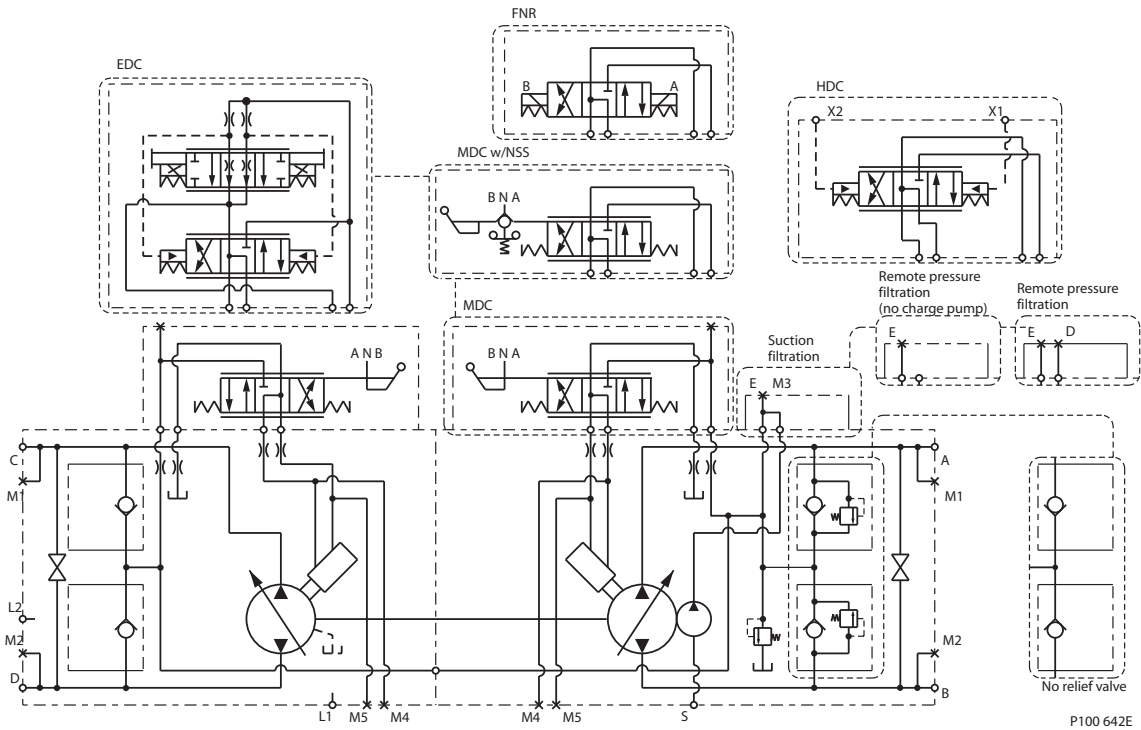 FNR
EDC
B
A
HDC
X2
X1
MDC w/NSS
B N A
Remote pressure
filtration
(no charge pump)
Remote pressure
filtration
MDC
E
E
D
Suction
filtration
A N B
B N A
E
M3
C
A
M1
M1
L2
M2
M2
D
B
No relief valve
L1
M5
M4
M4
M5
S
P100 642E